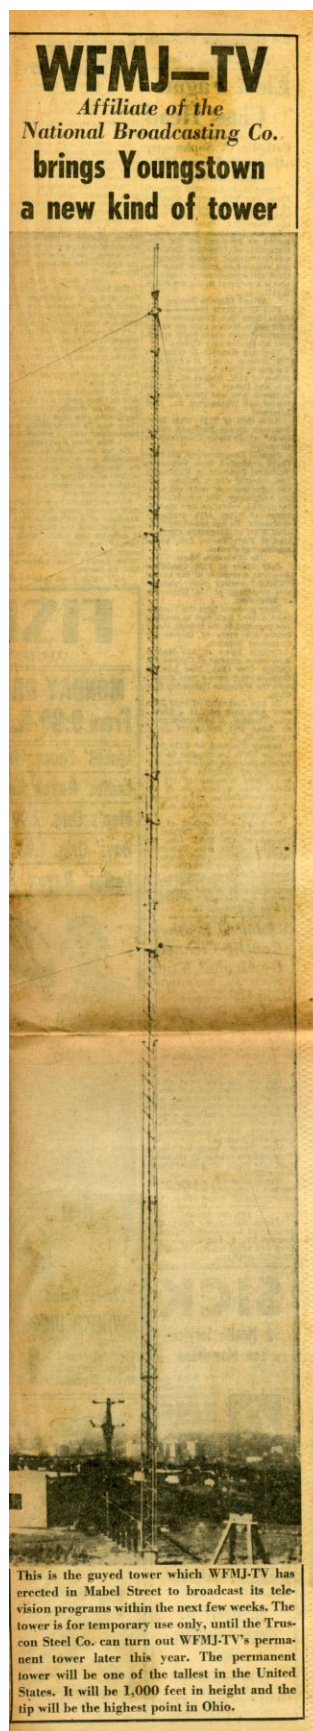 WFMJ—TV
Affiliate of the
National Broadcasting Co.
brings Youngstown
a new kind of tower
This is the guyed tower which WFMJ-TV has
erected in Mabel Street to broadcast its tele-
vision programs within the next few weeks. The
tower is for temporary use only, until the Trus-
con Steel Co. can turn out WFMJ-TV's perma-
nent tower later this year. The permanent
tower will be one of the tallest in the United
States. It will be 1,000 feet in height and the
tip will be the highest point in Ohio.